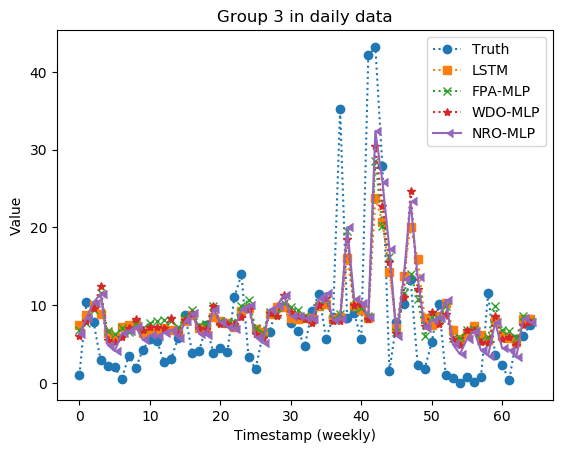 Group 3 in daily data
Truth
LSTM
FPA-MLP
WDO-MLP
NRO-MLP
Value
40
30
20
10
0
0 10 20 30 40 50 60
Timestamp (weekly)